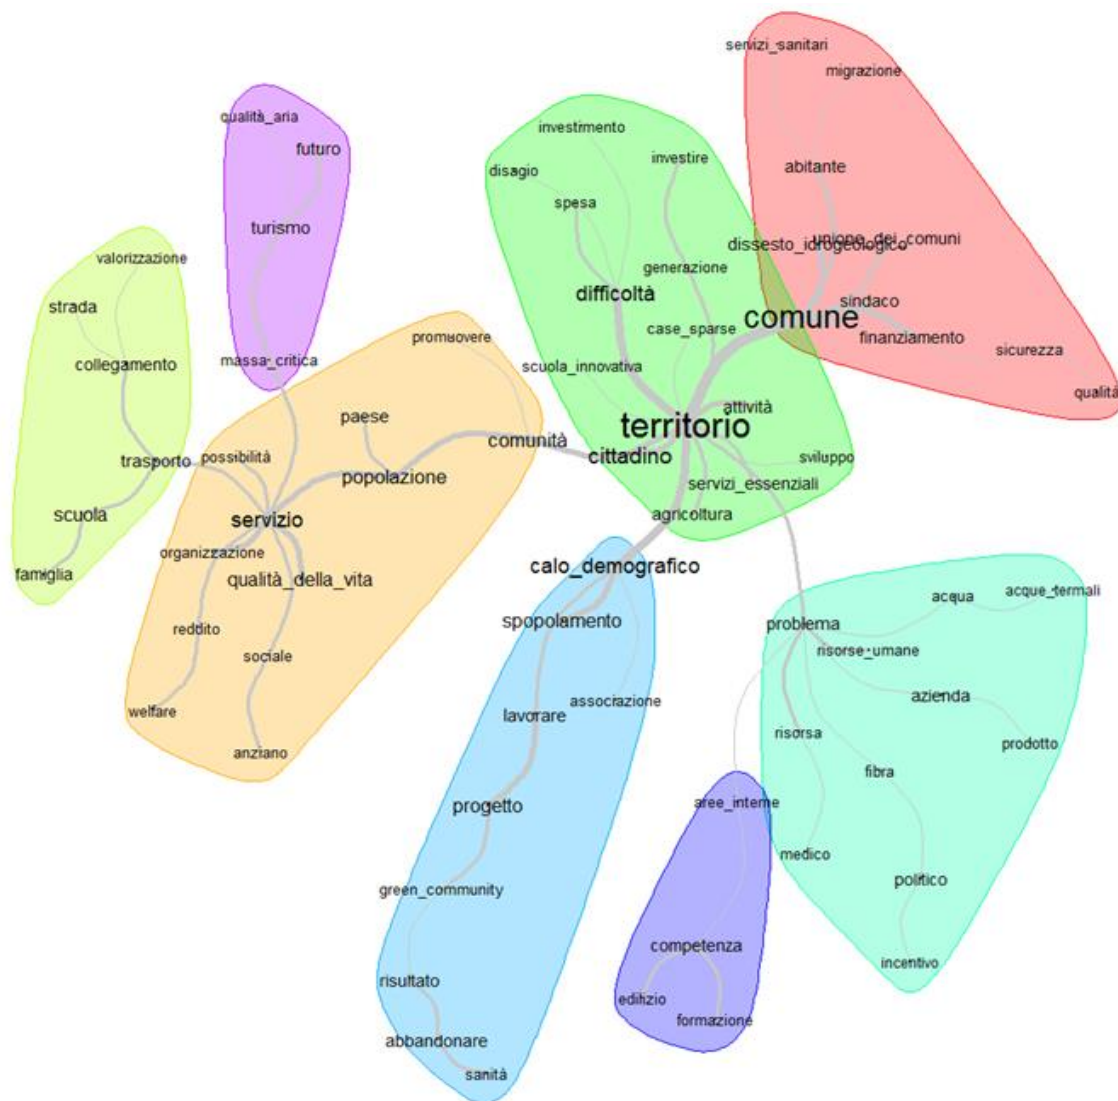 servizi_sanitari
migrazione
qualità_aria
futuro
investimento
investire
disagio
spesa
abitante
turismo
unione_dei_comuni
dissesto_idrogeologico
valorizzazione
strada
generazione
difficoltà
sindaco
comune
finanziamento
case_sparse
promuovere
sicurezza
massa_critica
collegamento
scuola_innovativa
qualità
attività
paese
territorio
comunità
cittadino
sviluppo
trasporto
possibilità
popolazione
servizi_essenziali
scuola
servizio
agricoltura
organizzazione
calo_demografico
famiglia
qualità_della_vita
acqua
acque_termali
spopolamento
problema
reddito
risorse_umane
sociale
azienda
associazione
welfare
lavorare
risorsa
prodotto
anziano
fibra
progetto
aree_interne
medico
politico
green_community
competenza
incentivo
risultato
edifizio
formazione
abbandonare
sanità